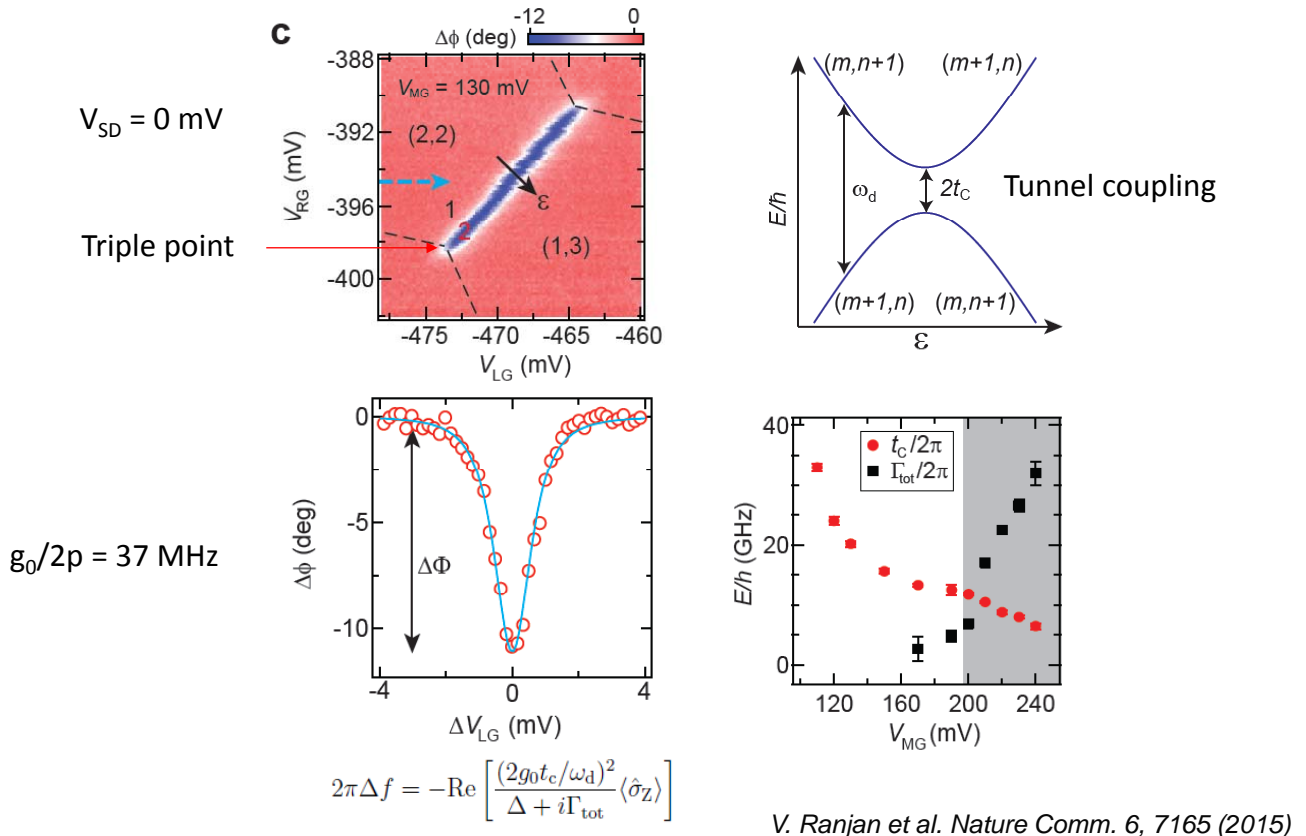 c
Δϕ (deg)
-12
0
V_SD = 0 mV
Triple point
V_MG = 130 mV
(2,2)
(1,3)
1
2
ε
-388
-392
-396
-400
V_RG (mV)
-475
-470
-465
-460
V_LG (mV)
(m,n+1)
(m+1,n)
ω_d
2t_C
Tunnel coupling
E/ħ
(m+1,n)
(m,n+1)
ε
g_0/2p = 37 MHz
0
-5
-10
Δϕ (deg)
ΔΦ
-4
0
4
ΔV_LG (mV)
40
20
0
E/h (GHz)
t_C/2π
Γ_tot/2π
120
160
200
240
V_MG (mV)
2πΔf = −Re [ (2g_0t_c/ω_d)^2 / (Δ + iΓ_tot) ⟨σ̂_Z⟩ ]
V. Ranjan et al. Nature Comm. 6, 7165 (2015)